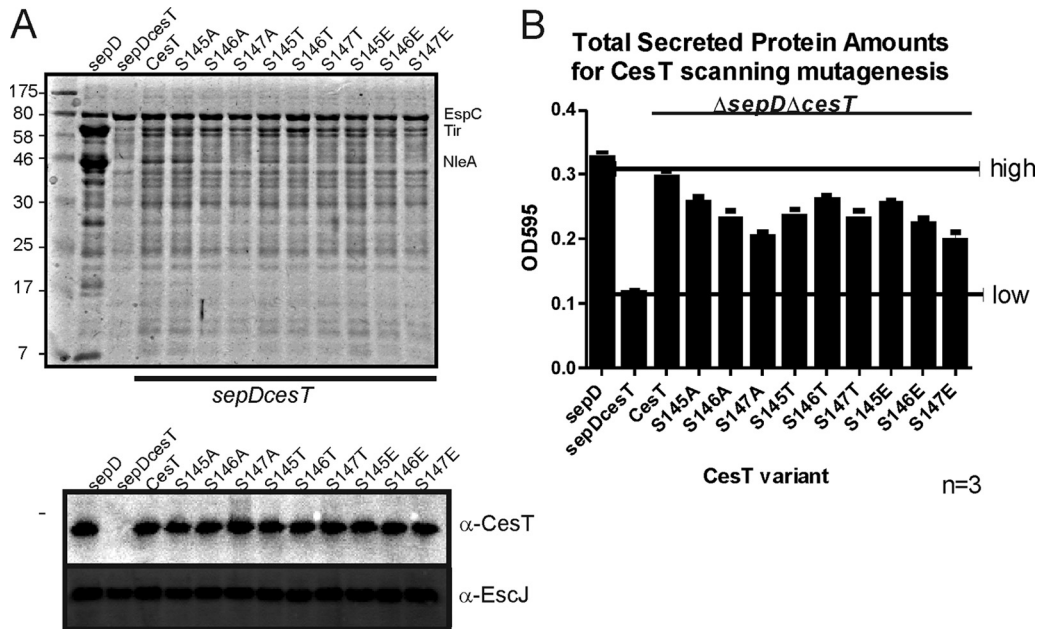 A
sepD
sepDcesT
CesT
S145A
S146A
S147A
S145T
S146T
S147T
S145E
S146E
S147E
175
80
58
46
30
25
17
7
EspC
Tir
NleA
sepDcesT
sepD
sepDcesT
CesT
S145A
S146A
S147A
S145T
S146T
S147T
S145E
S146E
S147E
α-CesT
α-EscJ
B
Total Secreted Protein Amounts
for CesT scanning mutagenesis
ΔsepDΔcesT
0.4
0.3
0.2
0.1
0.0
OD595
high
low
sepD
sepDcesT
CesT
S145A
S146A
S147A
S145T
S146T
S147T
S145E
S146E
S147E
CesT variant
n=3